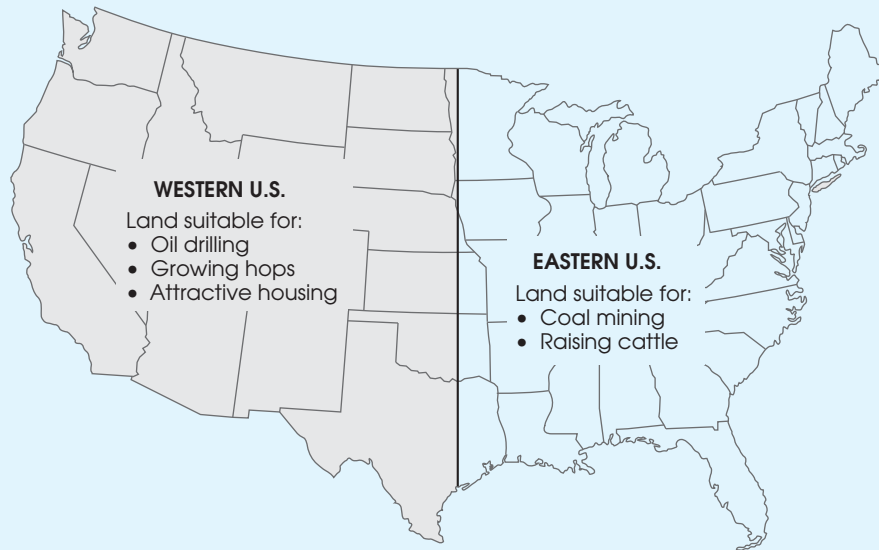 WESTERN U.S.
Land suitable for:
• Oil drilling
• Growing hops
• Attractive housing
EASTERN U.S.
Land suitable for:
• Coal mining
• Raising cattle